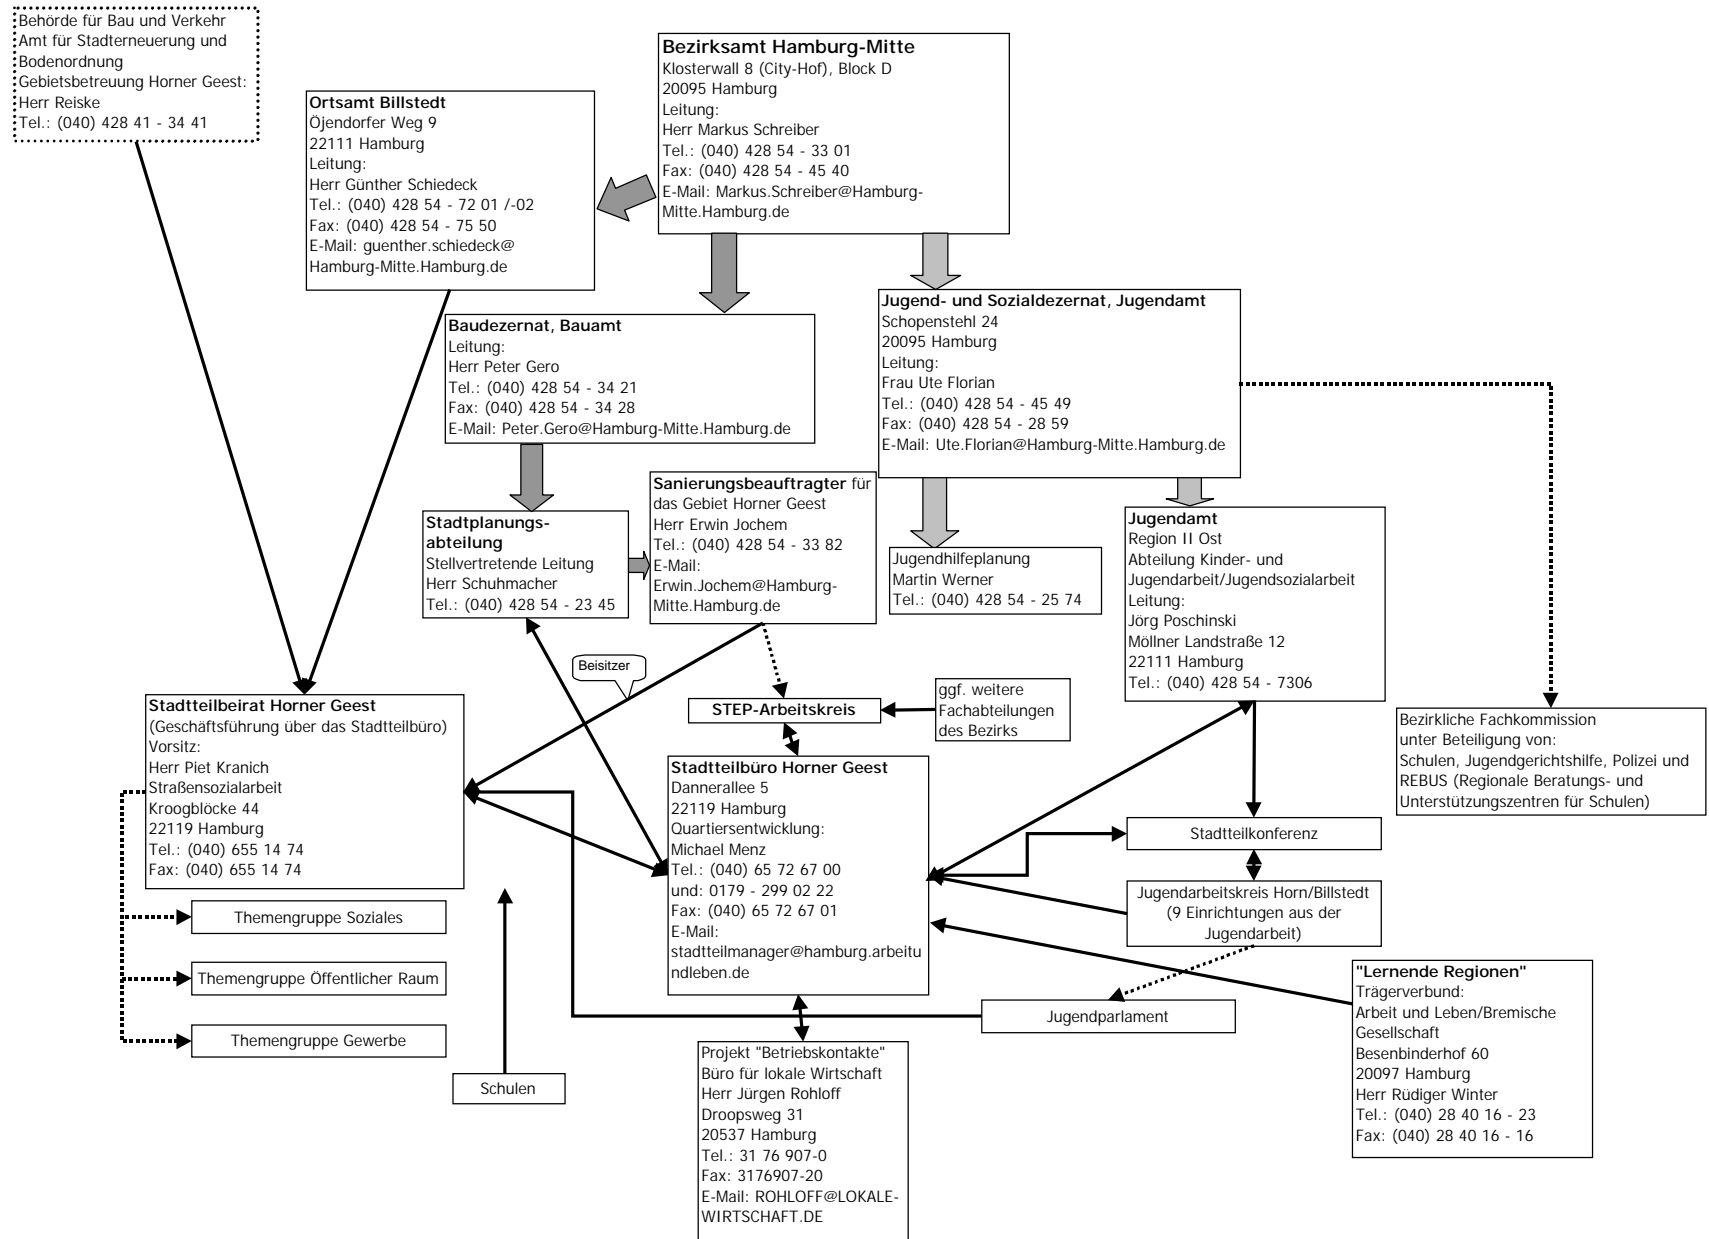 Behörde für Bau und Verkehr
Amt für Stadterneuerung und
Bodenordnung
Gebietsbetreuung Horner Geest:
Herr Reiske
Tel.: (040) 428 41 - 34 41
Bezirksamt Hamburg-Mitte
Klosterwall 8 (City-Hof), Block D
20095 Hamburg
Leitung:
Herr Markus Schreiber
Tel.: (040) 428 54 - 33 01
Fax: (040) 428 54 - 45 40
E-Mail: Markus.Schreiber@Hamburg-
Mitte.Hamburg.de
Ortsamt Billstedt
Öjendorfer Weg 9
22111 Hamburg
Leitung:
Herr Günther Schiedeck
Tel.: (040) 428 54 - 72 01 /-02
Fax: (040) 428 54 - 75 50
E-Mail: guenther.schiedeck@
Hamburg-Mitte.Hamburg.de
Baudezernat, Bauamt
Leitung:
Herr Peter Gero
Tel.: (040) 428 54 - 34 21
Fax: (040) 428 54 - 34 28
E-Mail: Peter.Gero@Hamburg-Mitte.Hamburg.de
Jugend- und Sozialdezernat, Jugendamt
Schopenstehl 24
20095 Hamburg
Leitung:
Frau Ute Florian
Tel.: (040) 428 54 - 45 49
Fax: (040) 428 54 - 28 59
E-Mail: Ute.Florian@Hamburg-Mitte.Hamburg.de
Stadtplanungs-
abteilung
Stellvertretende Leitung
Herr Schuhmacher
Tel.: (040) 428 54 - 23 45
Sanierungsbeauftragter für
das Gebiet Horner Geest
Herr Erwin Jochem
Tel.: (040) 428 54 - 33 82
E-Mail:
Erwin.Jochem@Hamburg-
Mitte.Hamburg.de
Jugendhilfeplanung
Martin Werner
Tel.: (040) 428 54 - 25 74
Jugendamt
Region II Ost
Abteilung Kinder- und
Jugendarbeit/Jugendsozialarbeit
Leitung:
Jörg Poschinski
Möllner Landstraße 12
22111 Hamburg
Tel.: (040) 428 54 - 7306
Beisitzer
STEP-Arbeitskreis
ggf. weitere
Fachabteilungen
des Bezirks
Bezirkliche Fachkommission
unter Beteiligung von:
Schulen, Jugendgerichtshilfe, Polizei und
REBUS (Regionale Beratungs- und
Unterstützungszentren für Schulen)
Stadtteilbeirat Horner Geest
(Geschäftsführung über das Stadtteilbüro)
Vorsitz:
Herr Piet Kranich
Straßensozialarbeit
Kroogblöcke 44
22119 Hamburg
Tel.: (040) 655 14 74
Fax: (040) 655 14 74
Stadtteilbüro Horner Geest
Dannerallee 5
22119 Hamburg
Quartiersentwicklung:
Michael Menz
Tel.: (040) 65 72 67 00
und: 0179 - 299 02 22
Fax: (040) 65 72 67 01
E-Mail:
stadtteilmanager@hamburg.arbeitu
ndleben.de
Stadtteilkonferenz
Jugendarbeitskreis Horn/Billstedt
(9 Einrichtungen aus der
Jugendarbeit)
Themengruppe Soziales
Themengruppe Öffentlicher Raum
Themengruppe Gewerbe
Schulen
Jugendparlament
"Lernende Regionen"
Trägerverbund:
Arbeit und Leben/Bremische
Gesellschaft
Besenbinderhof 60
20097 Hamburg
Herr Rüdiger Winter
Tel.: (040) 28 40 16 - 23
Fax: (040) 28 40 16 - 16
Projekt "Betriebskontakte"
Büro für lokale Wirtschaft
Herr Jürgen Rohloff
Droopsweg 31
20537 Hamburg
Tel.: 31 76 907-0
Fax: 3176907-20
E-Mail: ROHLOFF@LOKALE-
WIRTSCHAFT.DE